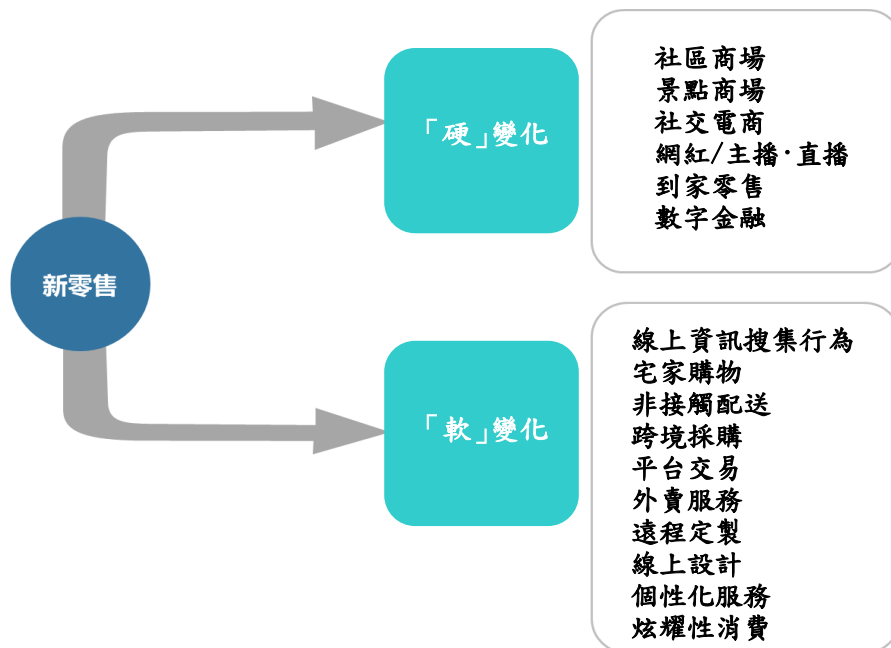 新零售
「硬」變化
社區商場
景點商場
社交電商
網紅/主播·直播
到家零售
數字金融
「軟」變化
線上資訊搜集行為
宅家購物
非接觸配送
跨境採購
平台交易
外賣服務
遠程定製
線上設計
個性化服務
炫耀性消費